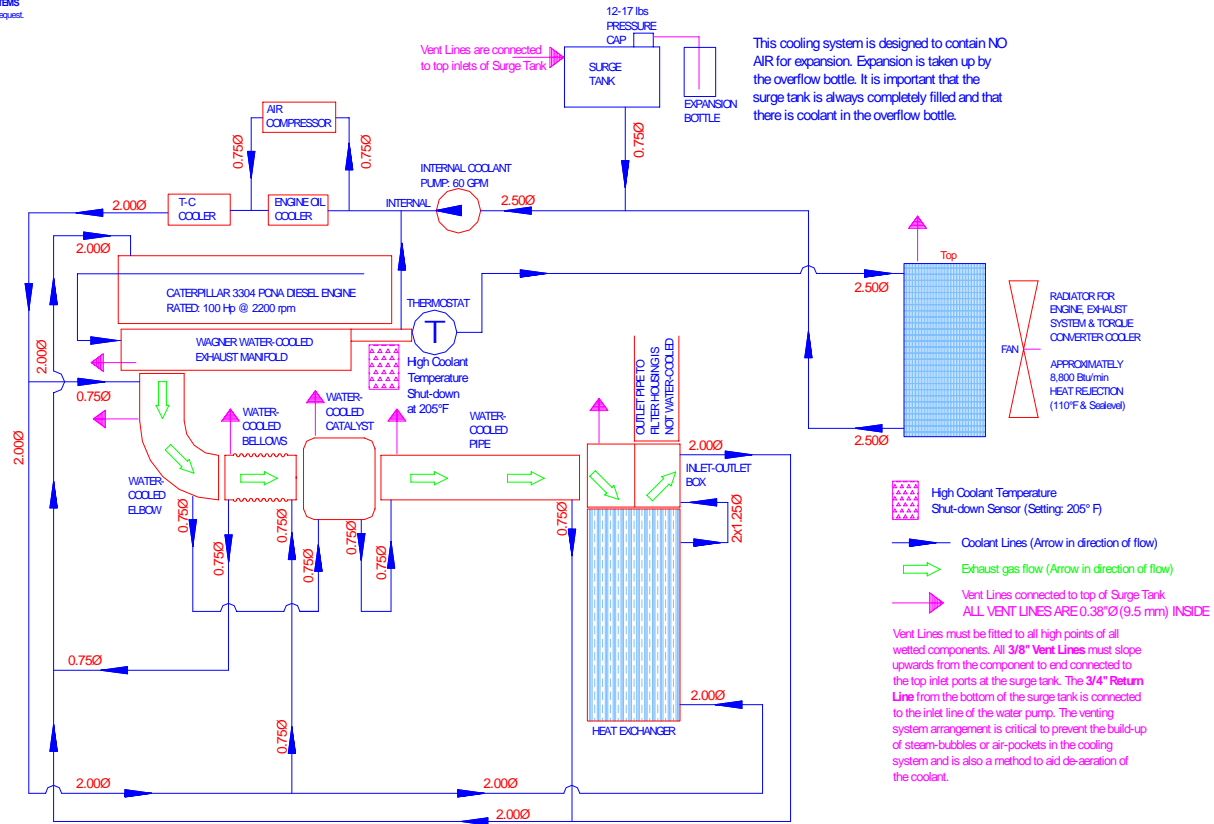 TEMS
equest.
12-17 lbs
PRESSURE
CAP
Vent Lines are connected
to top inlets of Surge Tank
SURGE
TANK
EXPANSION
BOTTLE
This cooling system is designed to contain NO
AIR for expansion. Expansion is taken up by
the overflow bottle. It is important that the
surge tank is always completely filled and that
there is coolant in the overflow bottle.
AIR
COMPRESSOR
0.75Ø
0.75Ø
0.75Ø
INTERNAL COOLANT
PUMP: 60 GPM
INTERNAL
2.50Ø
T-C
COOLER
ENGINE OIL
COOLER
2.00Ø
2.00Ø
CATERPILLAR 3304 PCNA DIESEL ENGINE
RATED: 100 Hp @ 2200 rpm
THERMOSTAT
T
WAGNER WATER-COOLED
EXHAUST MANIFOLD
High Coolant
Temperature
Shut-down
at 205°F
Top
2.50Ø
2.50Ø
FAN
RADIATOR FOR
ENGINE, EXHAUST
SYSTEM & TORQUE
CONVERTER COOLER
APPROXIMATELY
8,800 Btu/min
HEAT REJECTION
(110°F & Sealevel)
2.00Ø
0.75Ø
2.00Ø
WATER-
COOLED
BELLOWS
WATER-
COOLED
CATALYST
WATER-
COOLED
PIPE
OUTLET PIPE TO
FILTER HOUSING IS
NOT WATER-COOLED
2.00Ø
INLET-OUTLET
BOX
WATER-
COOLED
ELBOW
0.75Ø
0.75Ø
0.75Ø
0.75Ø
0.75Ø
0.75Ø
0.75Ø
2x1.25Ø
0.75Ø
0.75Ø
2.00Ø
HEAT EXCHANGER
2.00Ø
2.00Ø
2.00Ø
High Coolant Temperature
Shut-down Sensor (Setting: 205° F)
Coolant Lines (Arrow in direction of flow)
Exhaust gas flow (Arrow in direction of flow)
Vent Lines connected to top of Surge Tank
ALL VENT LINES ARE 0.38"Ø (9.5 mm) INSIDE
Vent Lines must be fitted to all high points of all
wetted components. All 3/8" Vent Lines must slope
upwards from the component to end connected to
the top inlet ports at the surge tank. The 3/4" Return
Line from the bottom of the surge tank is connected
to the inlet line of the water pump. The venting
system arrangement is critical to prevent the build-up
of steam-bubbles or air-pockets in the cooling
system and is also a method to aid de-aeration of
the coolant.